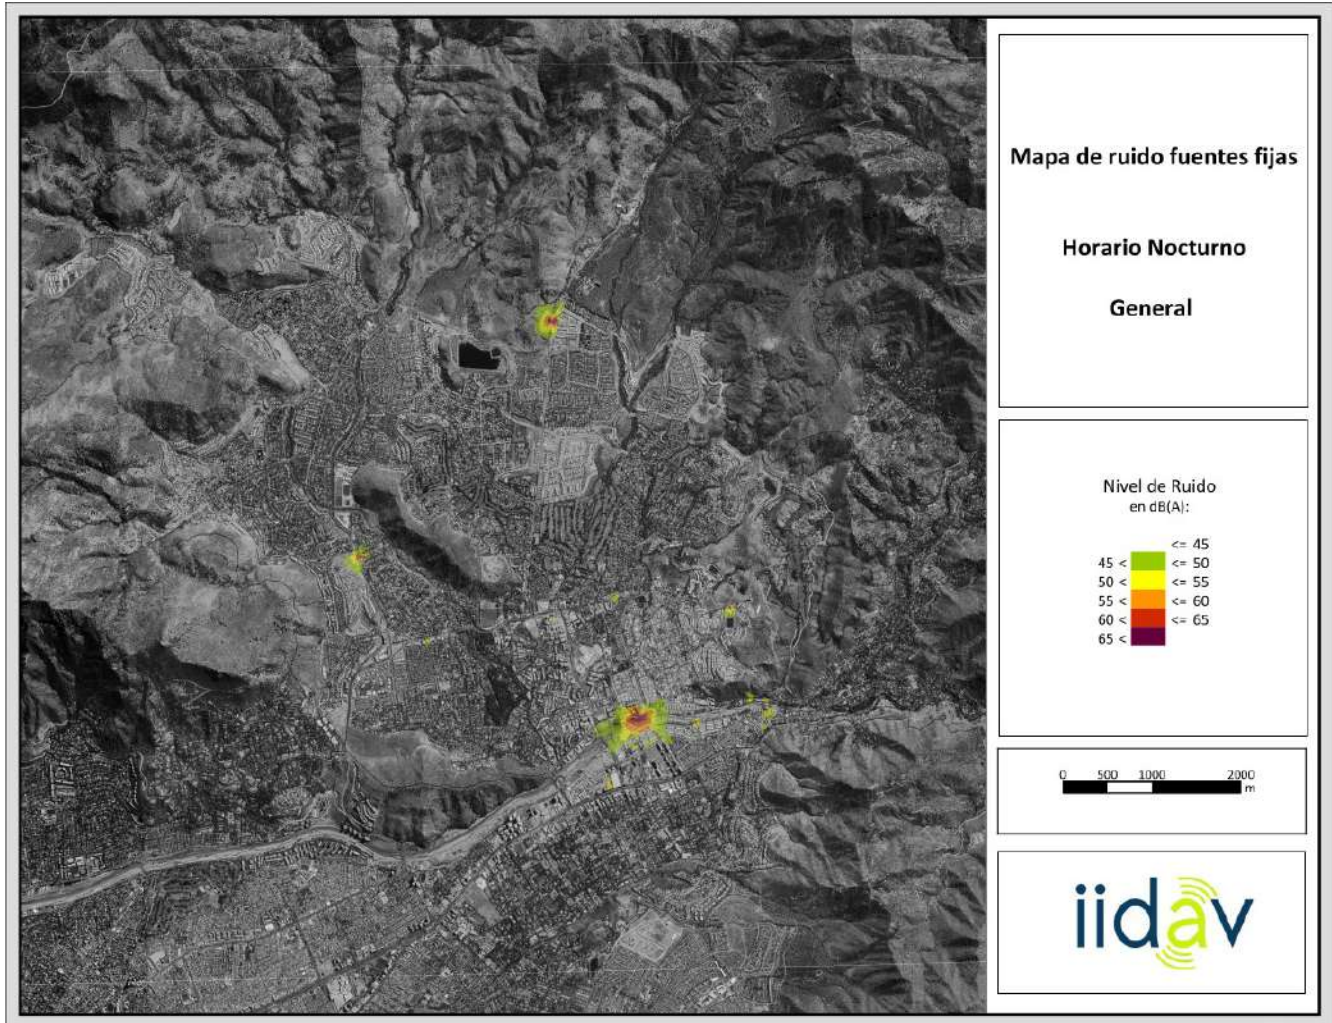 Mapa de ruido fuentes fijas
Horario Nocturno
General
Nivel de Ruido
en dB(A):
<= 45
45 < <= 50
50 < <= 55
55 < <= 60
60 < <= 65
65 <
0 500 1000 2000
m
iidav